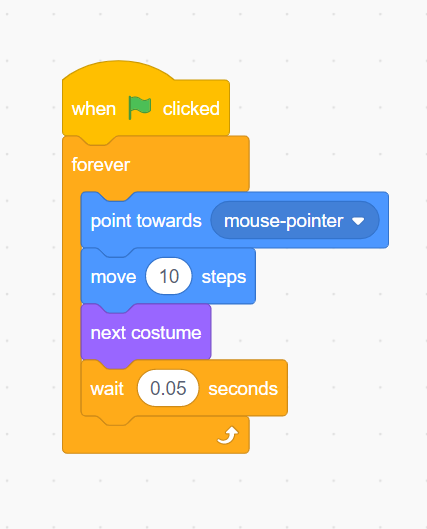 when clicked
forever
point towards mouse-pointer
move 10 steps
next costume
wait 0.05 seconds